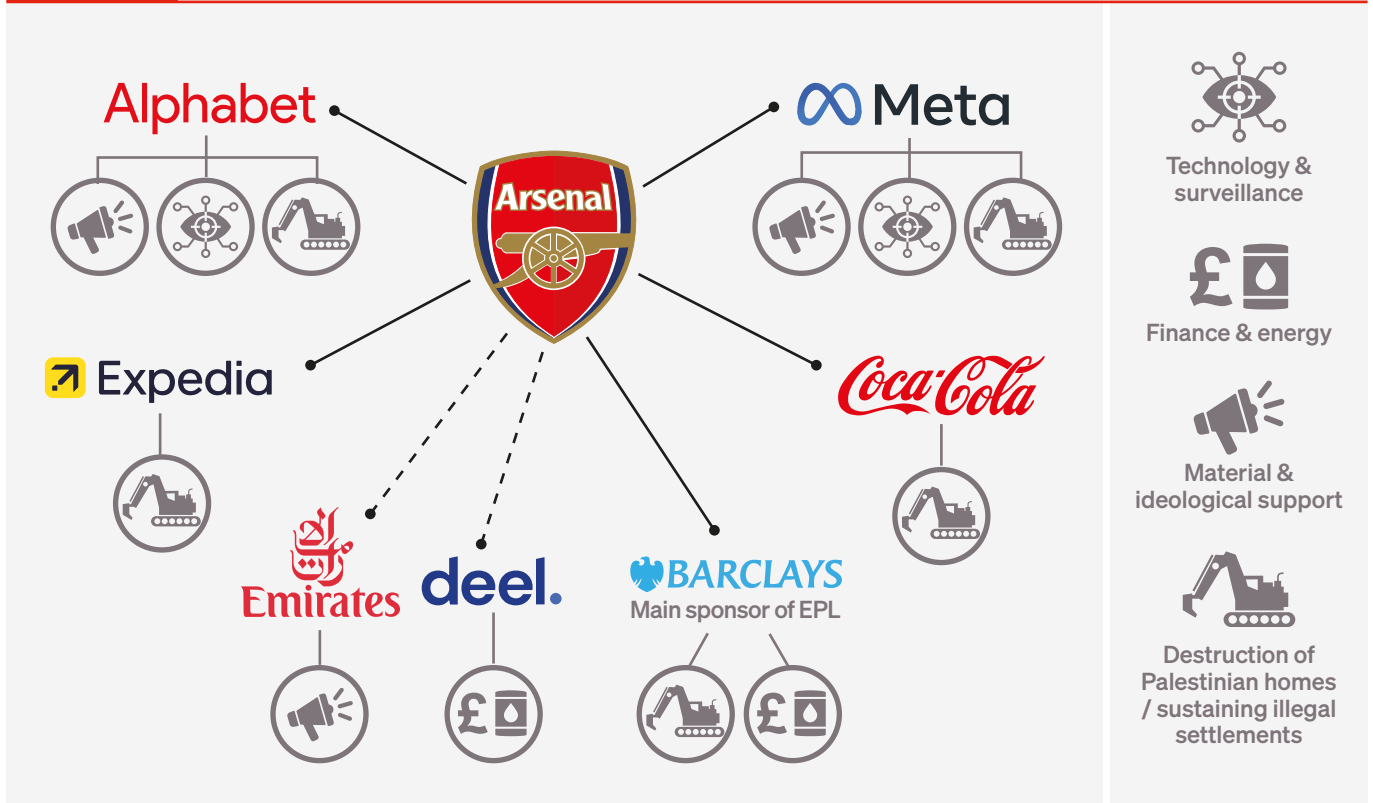 Alphabet
Meta
Arsenal
Expedia
Coca-Cola
الإمارات
Emirates
deel.
BARCLAYS
Main sponsor of EPL
£
£
Technology &
surveillance
£
Finance & energy
Material &
ideological support
Destruction of
Palestinian homes
/ sustaining illegal
settlements